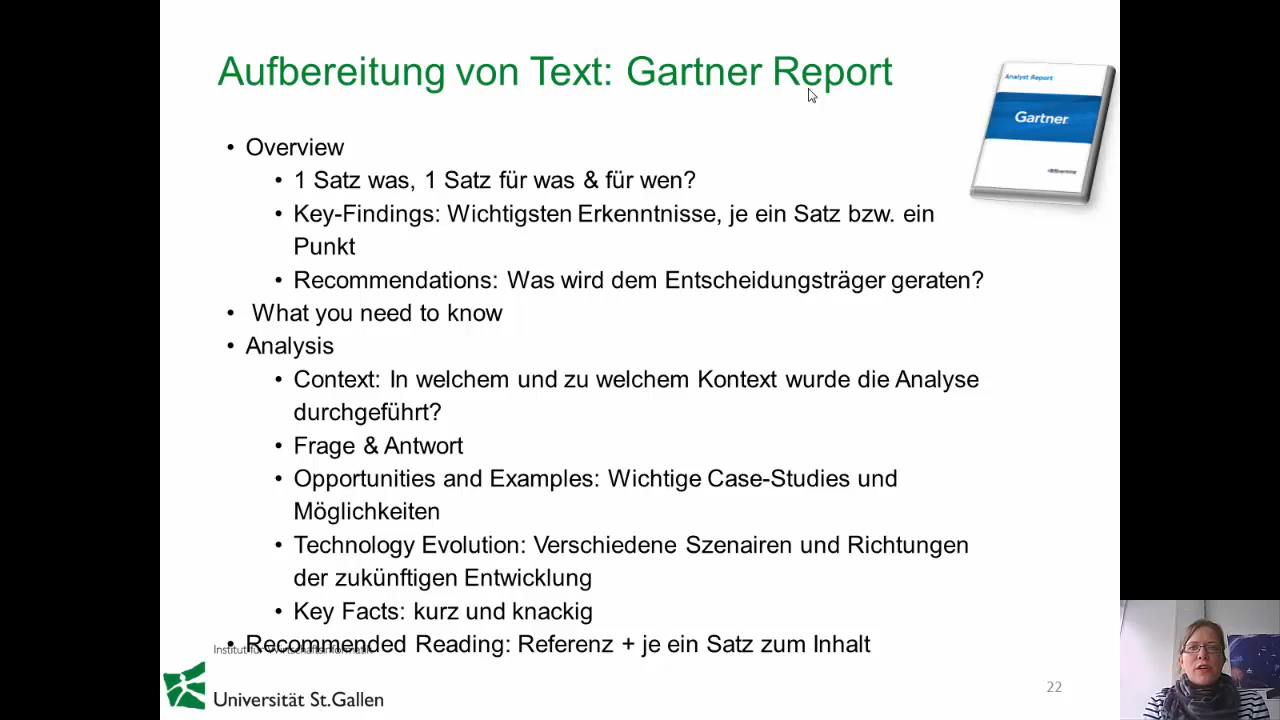 Aufbereitung von Text: Gartner Report
Analyst Report
Gartner
• Overview
• 1 Satz was, 1 Satz für was & für wen?
• Key-Findings: Wichtigsten Erkenntnisse, je ein Satz bzw. ein
Punkt
• Recommendations: Was wird dem Entscheidungsträger geraten?
• What you need to know
• Analysis
• Context: In welchem und zu welchem Kontext wurde die Analyse
durchgeführt?
• Frage & Antwort
• Opportunities and Examples: Wichtige Case-Studies und
Möglichkeiten
• Technology Evolution: Verschiedene Szenairen und Richtungen
der zukünftigen Entwicklung
• Key Facts: kurz und knackig
• Recommended Reading: Referenz + je ein Satz zum Inhalt
Institut für Wirtschaftsinformatik
Universität St.Gallen
22